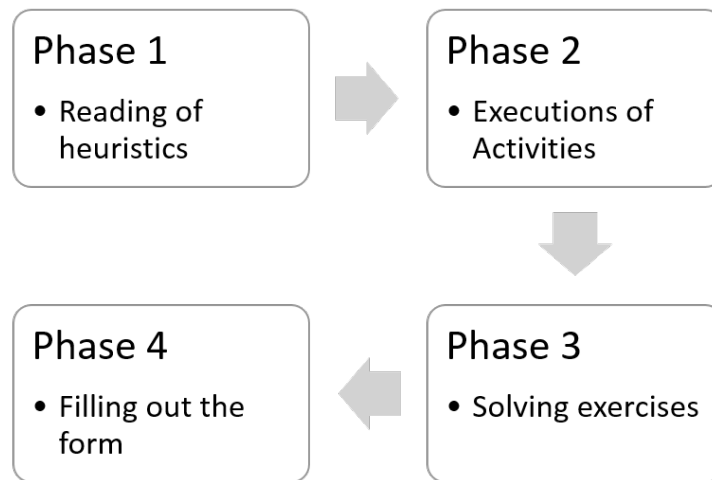 Phase 1
• Reading of
heuristics
Phase 2
• Executions of
Activities
Phase 3
• Solving exercises
Phase 4
• Filling out the
form